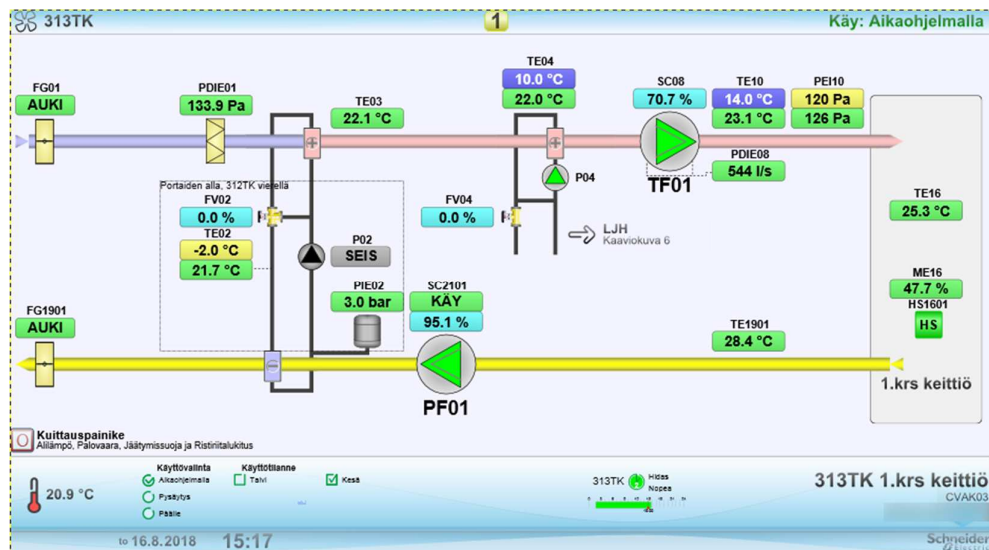 313TK
1
Käy: Aikaohjelmalla
FG01
AUKI
PDIE01
133.9 Pa
TE03
22.1 °C
TE04
10.0 °C
22.0 °C
SC08
70.7 %
TE10
14.0 °C
23.1 °C
PEI10
120 Pa
126 Pa
P04
TF01
PDIE08
544 l/s
Portaiden alla, 312TK vierellä
FV02
0.0 %
TE02
-2.0 °C
21.7 °C
P02
SEIS
FV04
0.0 %
LJH
Kaaviokuva 6
TE16
25.3 °C
PIE02
3.0 bar
SC2101
KÄY
95.1 %
ME16
47.7 %
HS1601
HS
FG1901
AUKI
TE1901
28.4 °C
PF01
1.krs keittiö
Kuittauspainike
Alilämpö, Palovaara, Jäätymissuoja ja Ristiriitalukitus
20.9 °C
Käyttövalinta
Aikaohjelmalla
Pysäytys
Päälle
Käyttötilanne
Talvi
Kesä
313TK
Hidas
Nopea
313TK 1.krs keittiö
CVAK03
to 16.8.2018 15:17
Schneider
Electric